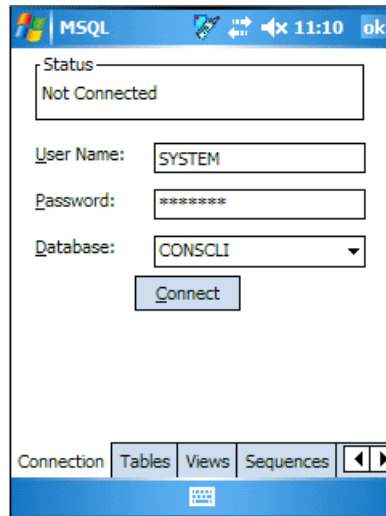 MSQL 11:10 ok
Status
Not Connected
User Name: SYSTEM
Password: *******
Database: CONSCLI
Connect
Connection Tables Views Sequences